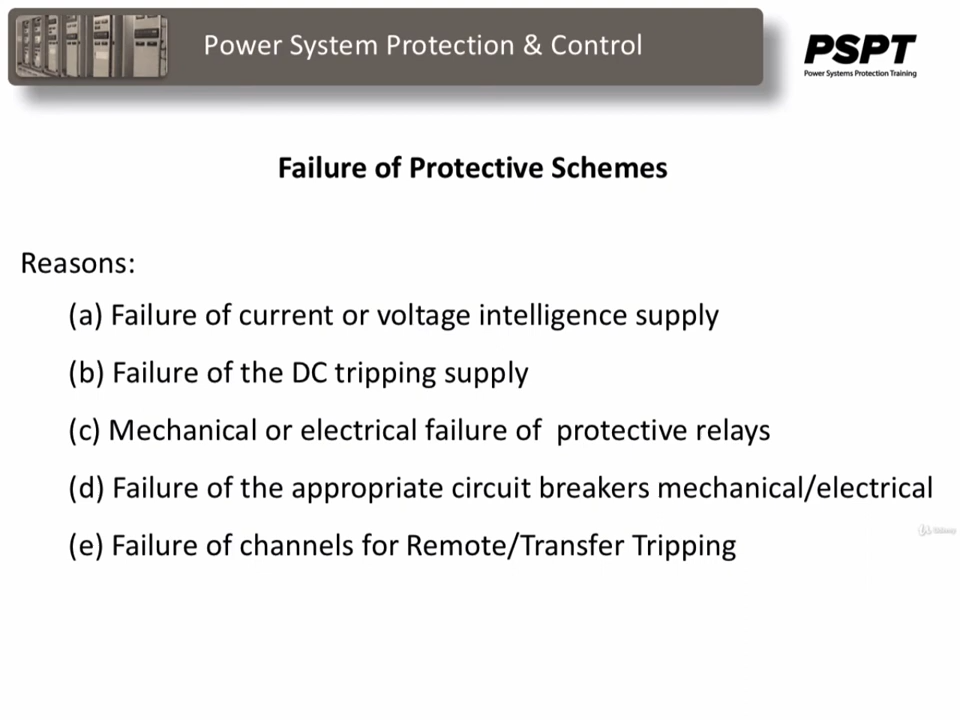 Power System Protection & Control
PSPT
Power Systems Protection Training
Failure of Protective Schemes
Reasons:
(a) Failure of current or voltage intelligence supply
(b) Failure of the DC tripping supply
(c) Mechanical or electrical failure of  protective relays
(d) Failure of the appropriate circuit breakers mechanical/electrical
(e) Failure of channels for Remote/Transfer Tripping